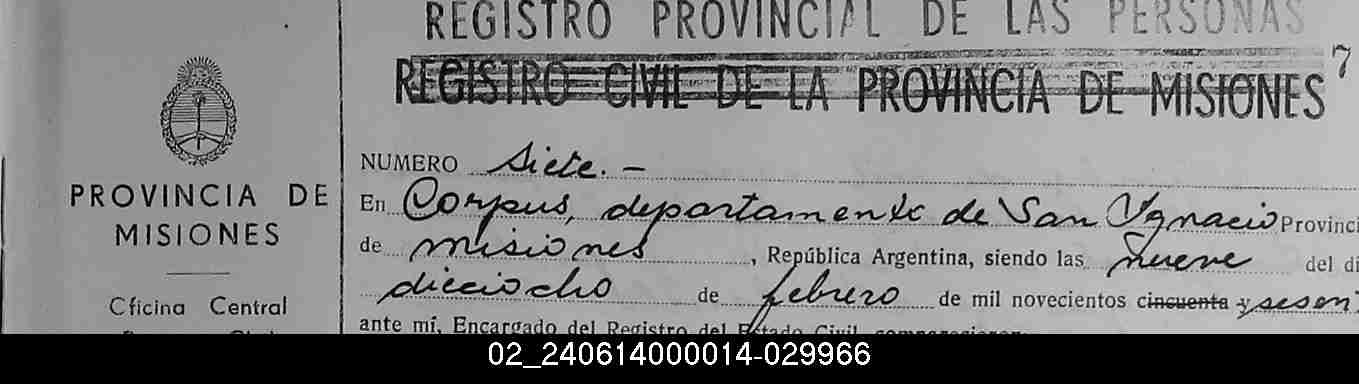 REGISTRO PROVINCIAL DE LAS PERSONAS
REGISTRO CIVIL DE LA PROVINCIA DE MISIONES
7
PROVINCIA DE
MISIONES
Oficina Central
NUMERO Siete. -
En Corpus, departamento de San Ignacio Provinci
de misiones, República Argentina, siendo las nueve del di
dieciocho de febrero de mil novecientos cincuenta y sesen
ante mí, Encargado del Registro del Estado Civil, comparecieron:
02_240614000014-029966